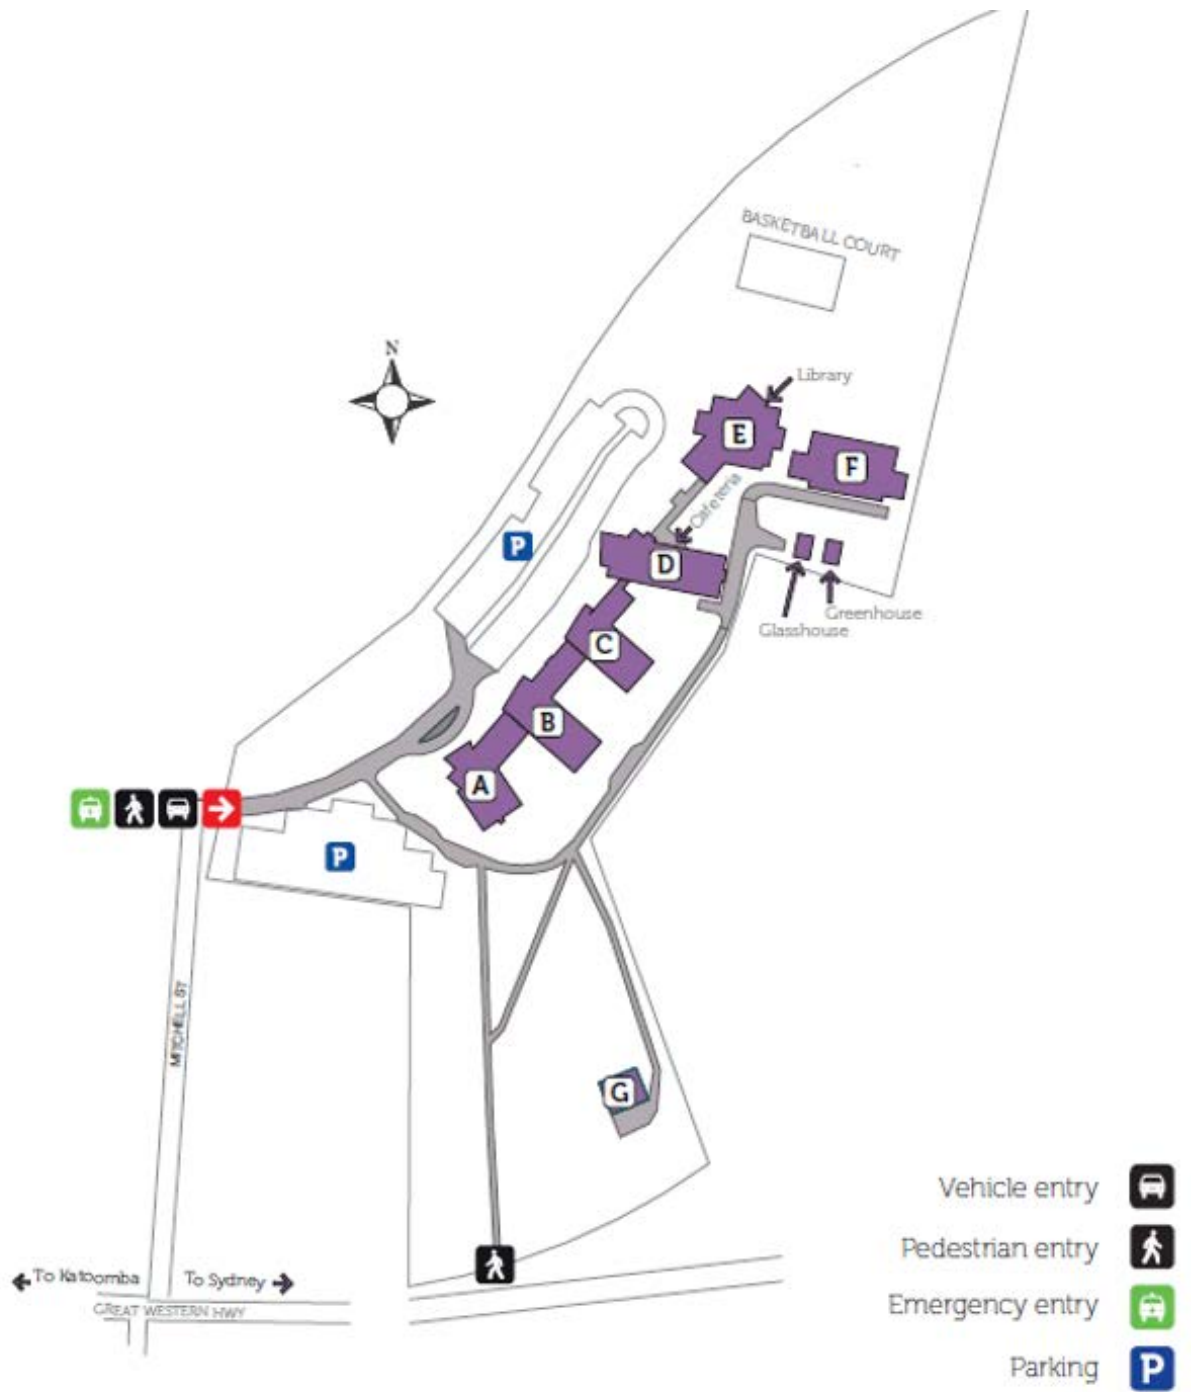 BASKETBALL COURT
N
Library
E
F
Cafeteria
P
D
Greenhouse
Glasshouse
C
B
A
P
MITCHELL ST
G
To Katoomba
To Sydney
GREAT WESTERN HWY
Vehicle entry
Pedestrian entry
Emergency entry
Parking P